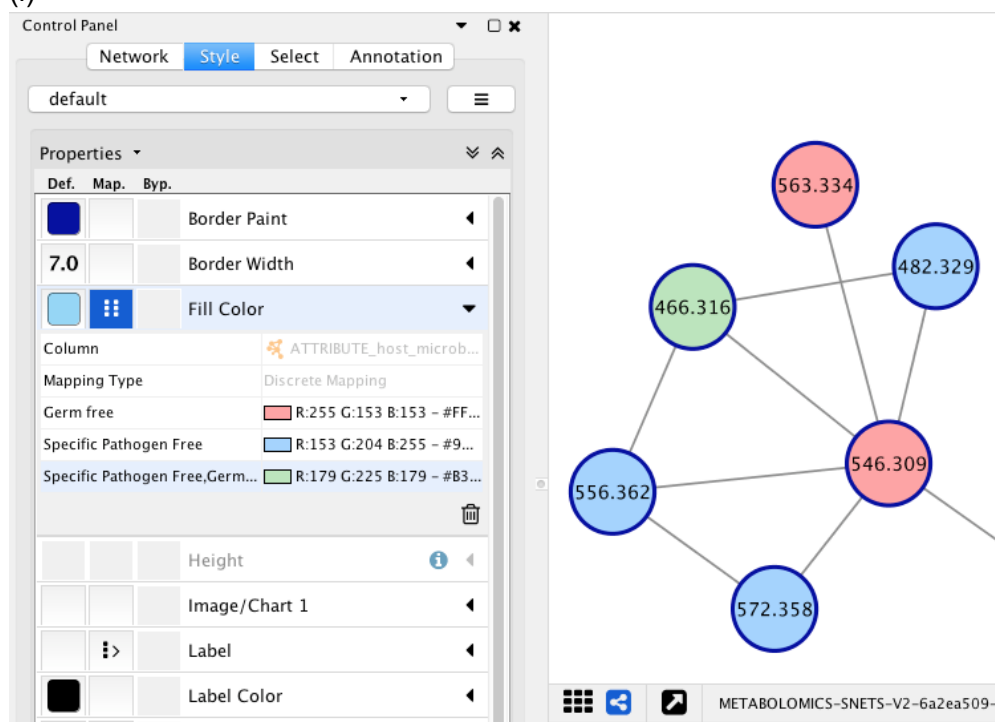 Control Panel
Network Style Select Annotation
default
Properties
Def. Map. Byp.
Border Paint
7.0 Border Width
Fill Color
Column ATTRIBUTE_host_microb...
Mapping Type Discrete Mapping
Germ free R:255 G:153 B:153 - #FF...
Specific Pathogen Free R:153 G:204 B:255 - #9...
Specific Pathogen Free,Germ... R:179 G:225 B:179 - #B3...
Height
Image/Chart 1
Label
Label Color
563.334
482.329
466.316
546.309
556.362
572.358
METABOLOMICS-SNETS-V2-6a2ea509-